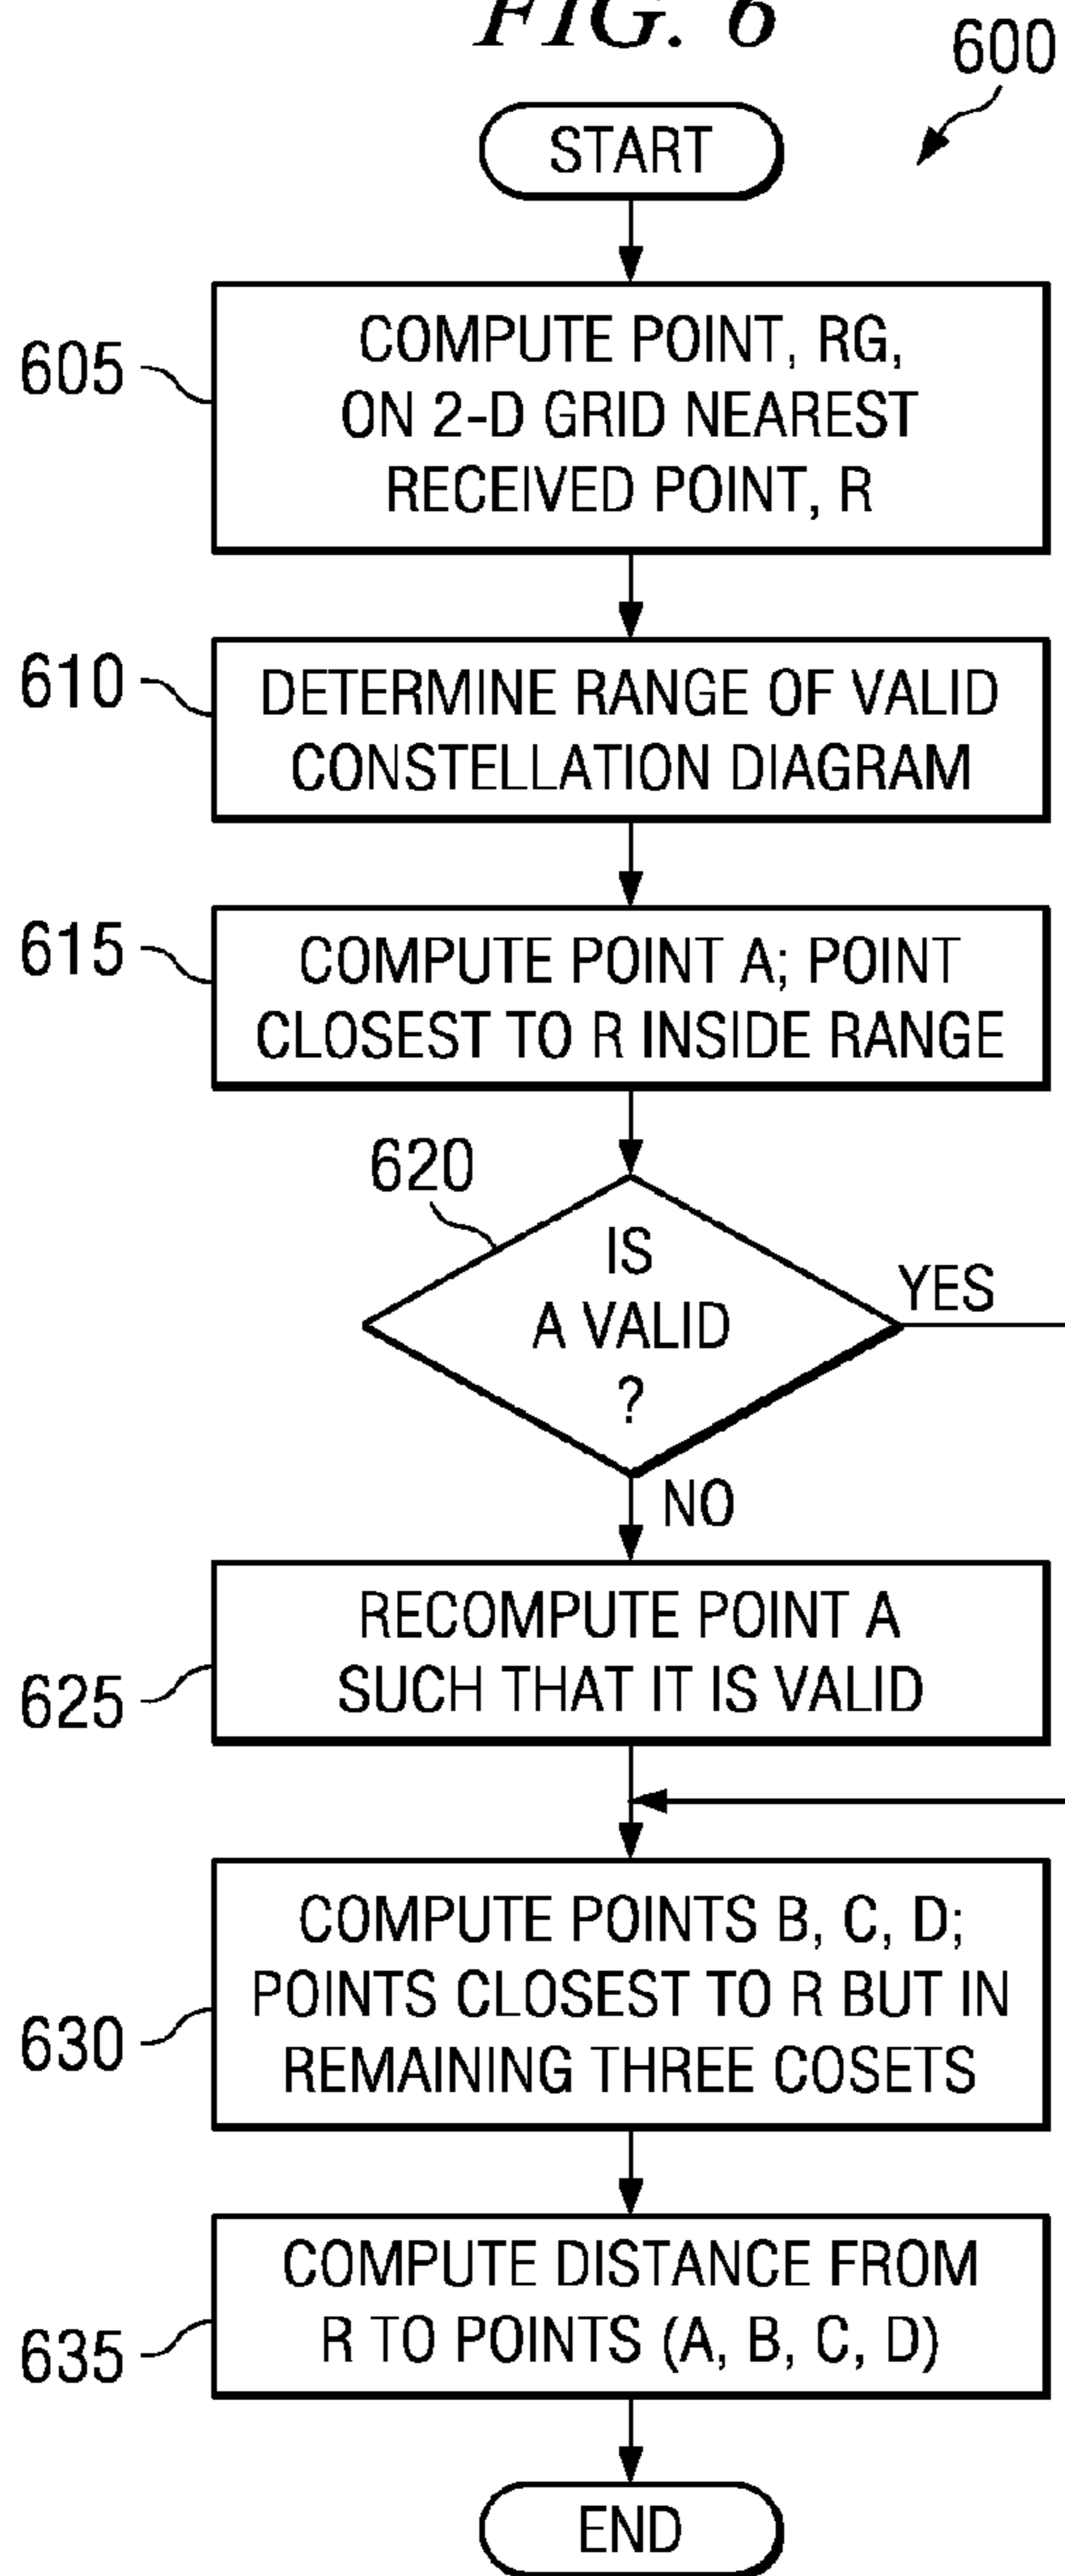 FIG. 6
600
START
605
COMPUTE POINT, RG,
ON 2-D GRID NEAREST
RECEIVED POINT, R
610
DETERMINE RANGE OF VALID
CONSTELLATION DIAGRAM
615
COMPUTE POINT A; POINT
CLOSEST TO R INSIDE RANGE
620
IS
A VALID
?
YES
NO
625
RECOMPUTE POINT A
SUCH THAT IT IS VALID
630
COMPUTE POINTS B, C, D;
POINTS CLOSEST TO R BUT IN
REMAINING THREE COSETS
635
COMPUTE DISTANCE FROM
R TO POINTS (A, B, C, D)
END